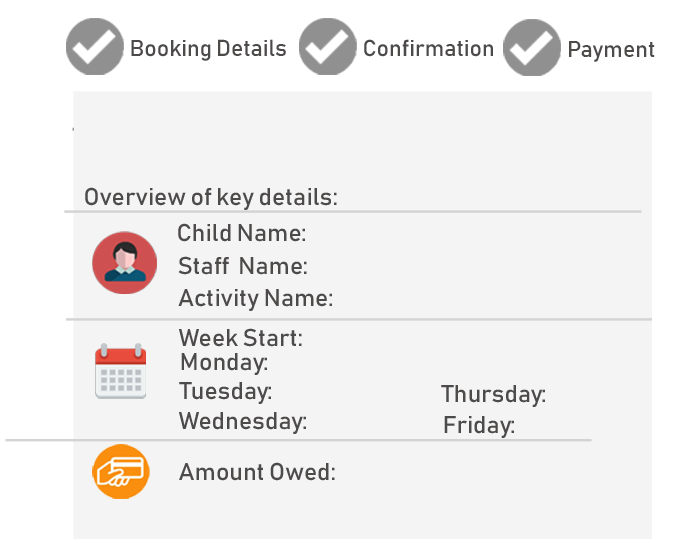 Booking Details Confirmation Payment
Overview of key details:
Child Name:
Staff Name:
Activity Name:
Week Start:
Monday:
Tuesday: Thursday:
Wednesday: Friday:
Amount Owed: